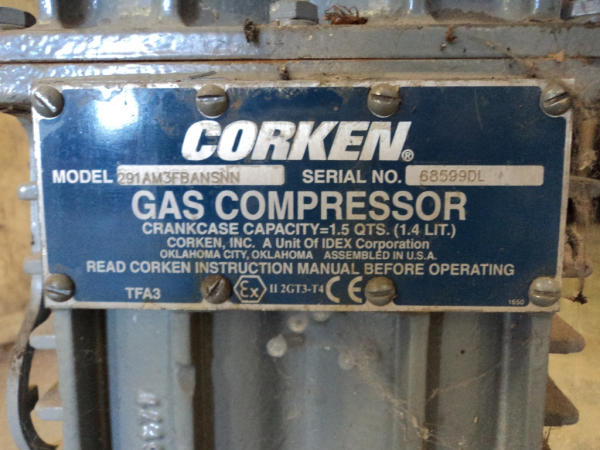 CORKEN®
MODEL 291AM3FBANSNN SERIAL NO. 68599DL
GAS COMPRESSOR
CRANKCASE CAPACITY=1.5 QTS. (1.4 LIT.)
CORKEN, INC. A Unit Of IDEX Corporation
OKLAHOMA CITY, OKLAHOMA ASSEMBLED IN U.S.A.
READ CORKEN INSTRUCTION MANUAL BEFORE OPERATING
TFA3 Ex II 2GT3-T4 CE 1550